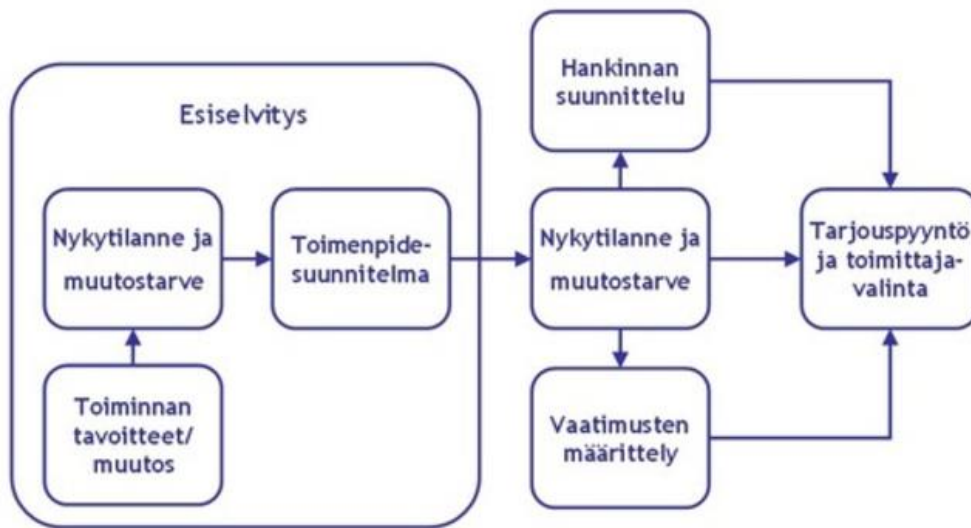 Esiselvitys
Nykytilanne ja
muutostarve
Toimenpide-
suunnitelma
Toiminnan
tavoitteet/
muutos
Hankinnan
suunnittelu
Nykytilanne ja
muutostarve
Vaatimusten
määrittely
Tarjouspyyntö
ja toimittaja-
valinta